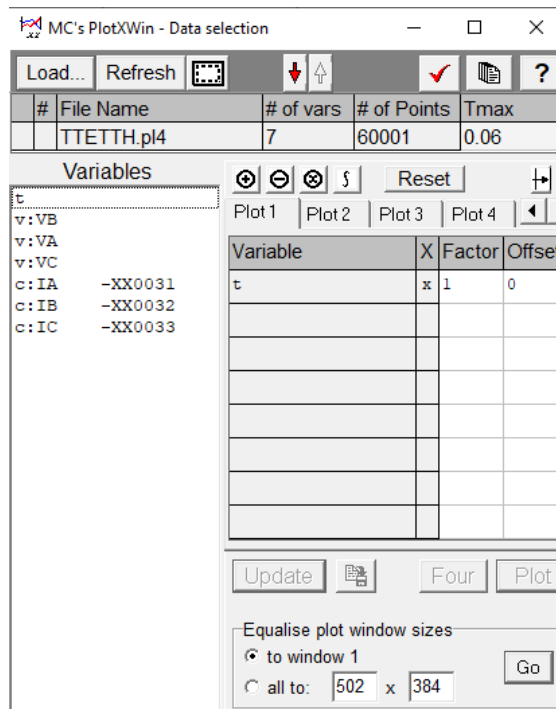 MC's PlotXWin - Data selection
Load... Refresh ?
# File Name # of vars # of Points Tmax
TTETTH.pl4 7 60001 0.06
Variables
Reset
t
v:VB
v:VA
v:VC
c:IA -XX0031
c:IB -XX0032
c:IC -XX0033
Plot 1 Plot 2 Plot 3 Plot 4
Variable X Factor Offse
t x 1 0
Update Four Plot
Equalise plot window sizes
to window 1
all to: 502 x 384
Go